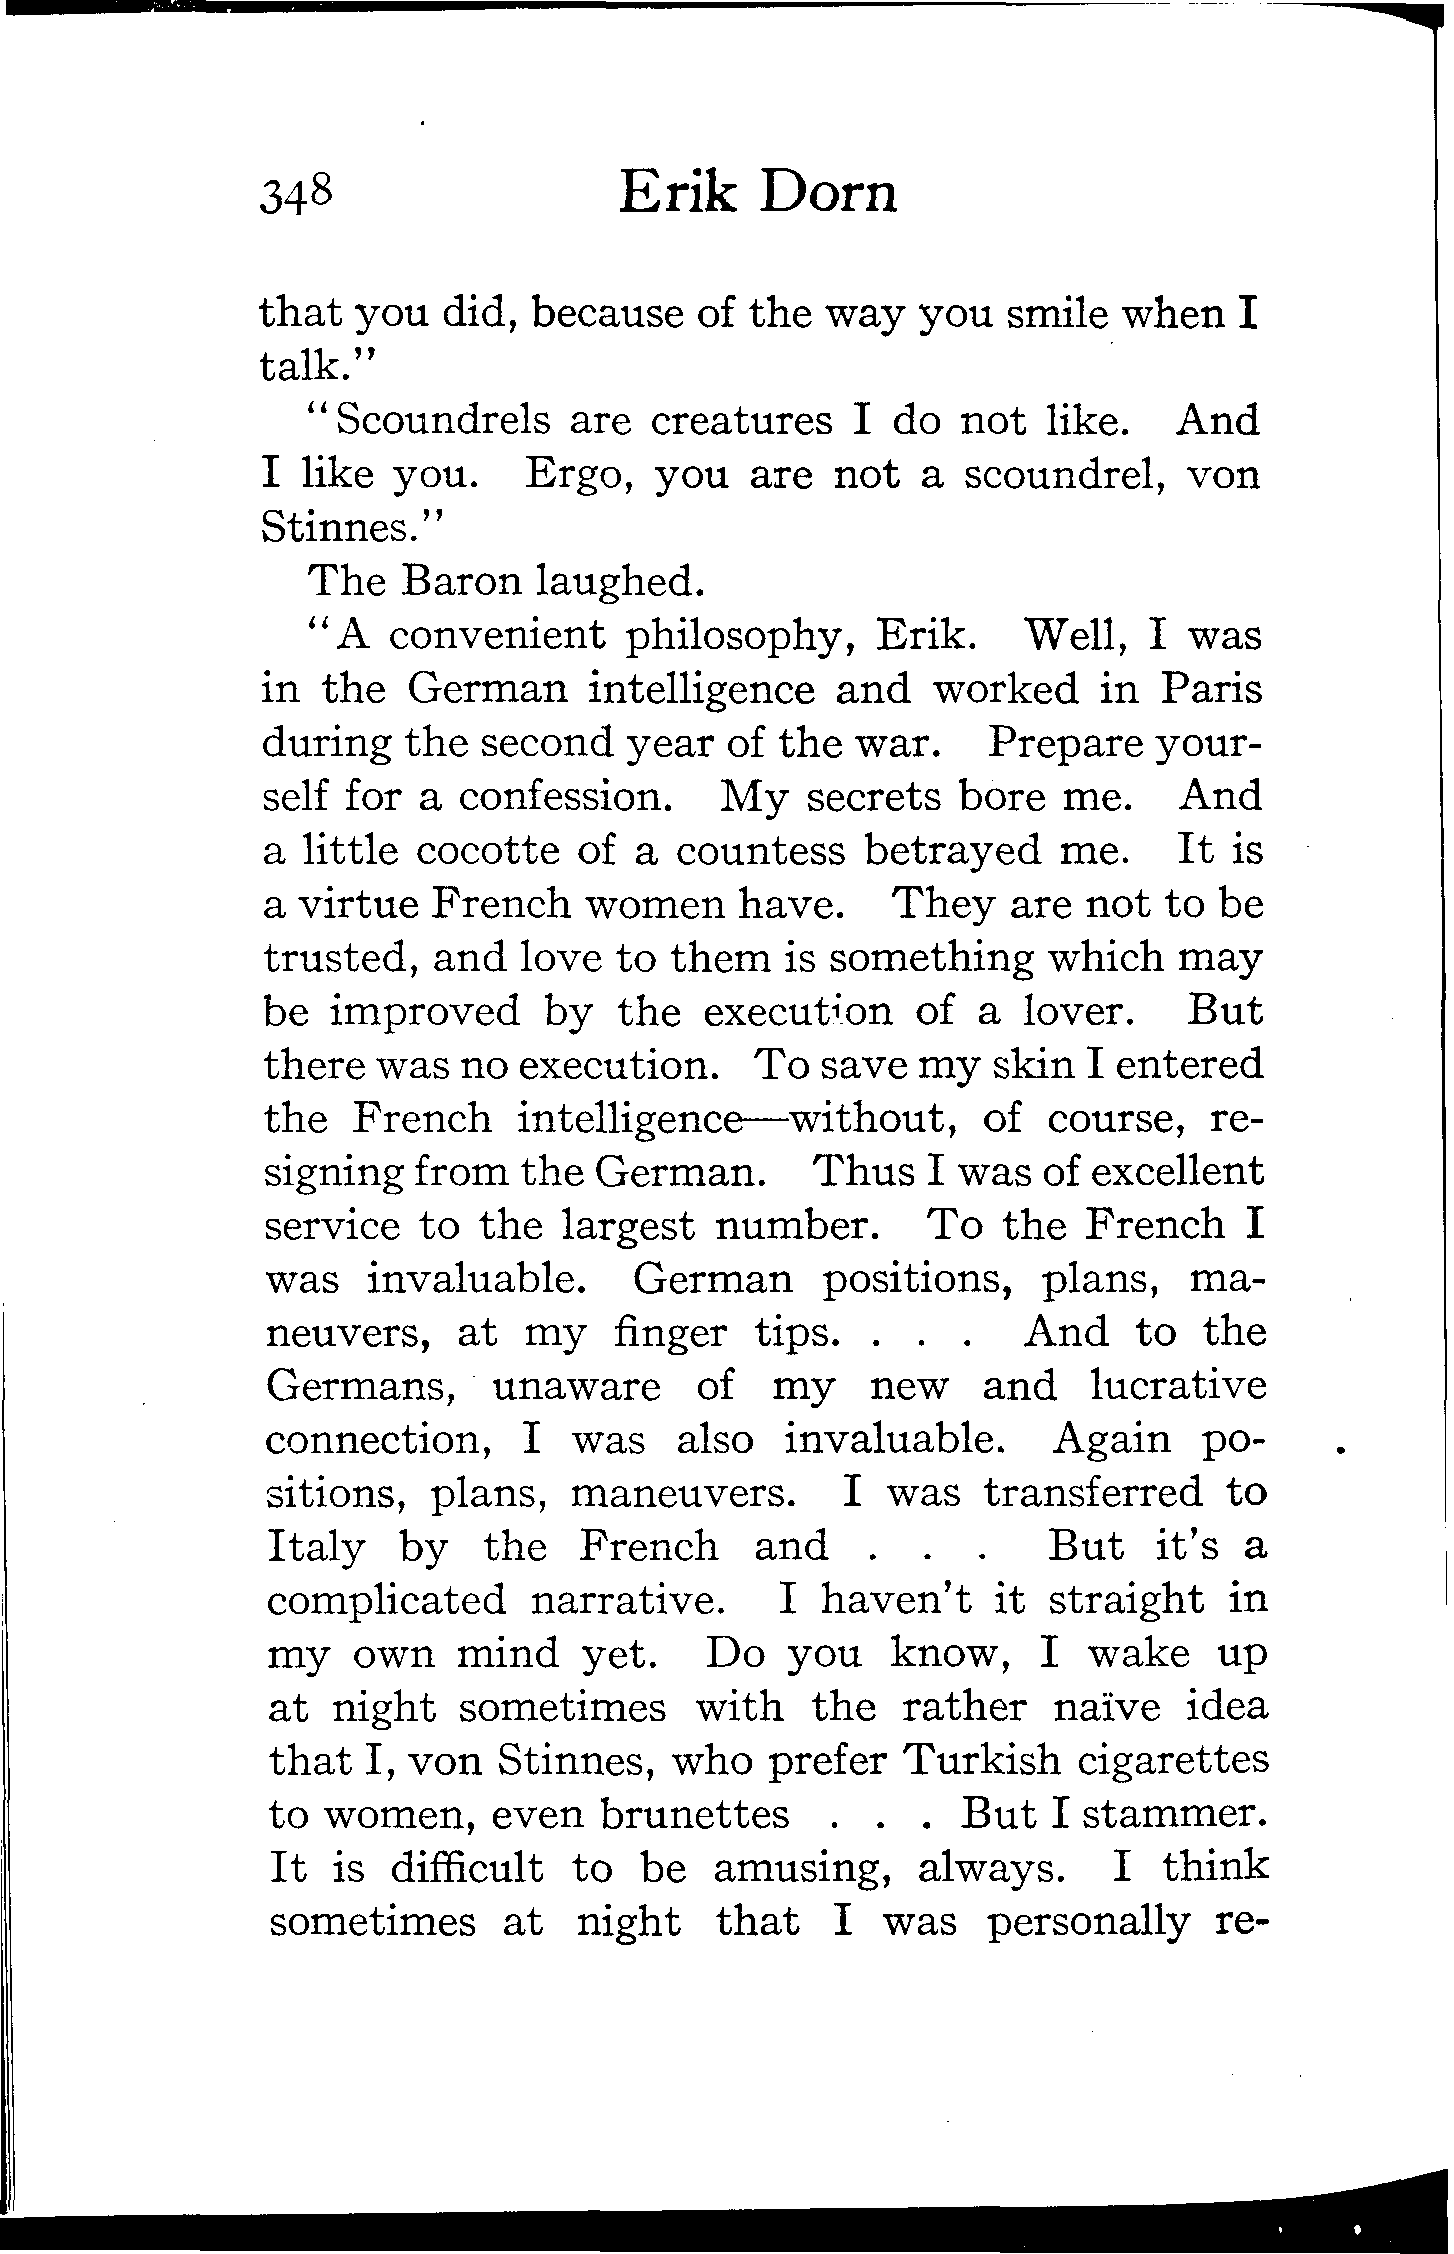 348 Erik Dorn
that you did, because of the way you smile when I
talk."
"Scoundrels are creatures I do not like. And
I like you. Ergo, you are not a scoundrel, von
Stinnes."
The Baron laughed.
"A convenient philosophy, Erik. Well, I was
in the German intelligence and worked in Paris
during the second year of the war. Prepare your-
self for a confession. My secrets bore me. And
a little cocotte of a countess betrayed me. It is
a virtue French women have. They are not to be
trusted, and love to them is something which may
be improved by the execution of a lover. But
there was no execution. To save my skin I entered
the French intelligence—without, of course, re-
signing from the German. Thus I was of excellent
service to the largest number. To the French I
was invaluable. German positions, plans, ma-
neuvers, at my finger tips. . . . And to the
Germans, unaware of my new and lucrative
connection, I was also invaluable. Again po-
sitions, plans, maneuvers. I was transferred to
Italy by the French and . . . But it's a
complicated narrative. I haven't it straight in
my own mind yet. Do you know, I wake up
at night sometimes with the rather naïve idea
that I, von Stinnes, who prefer Turkish cigarettes
to women, even brunettes . . . But I stammer.
It is difficult to be amusing, always. I think
sometimes at night that I was personally re-